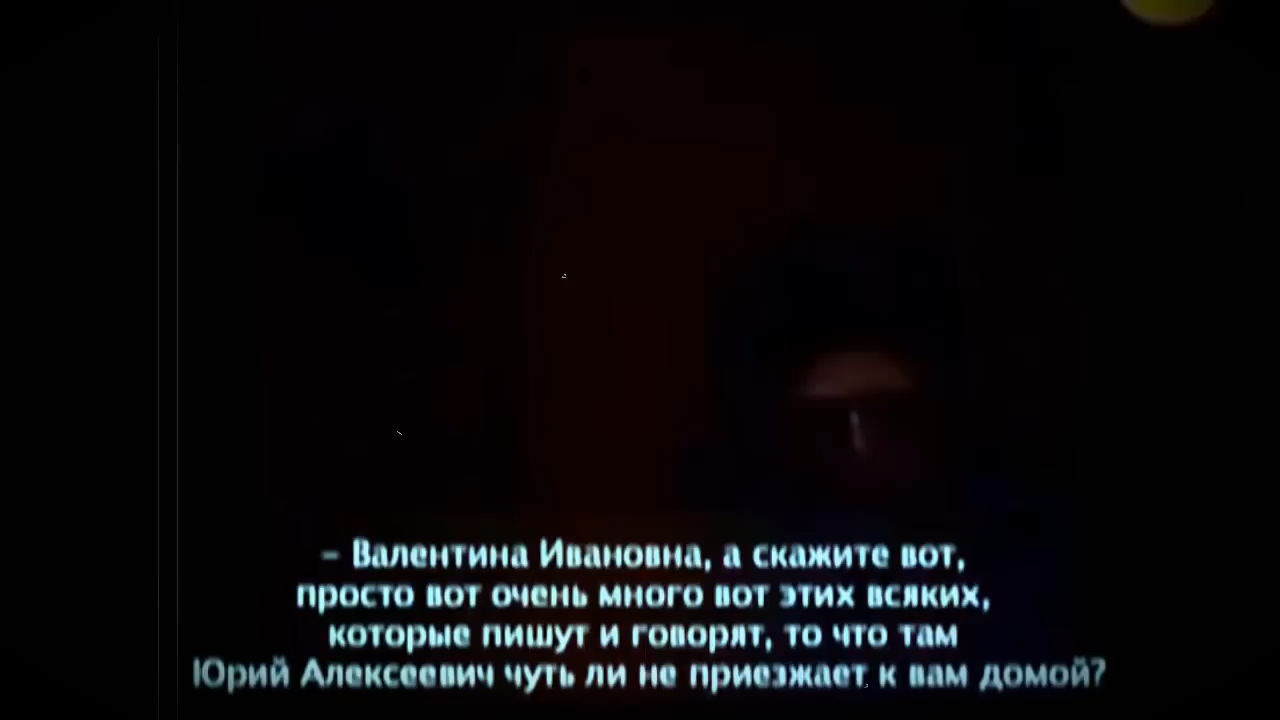 – Валентина Ивановна, а скажите вот,
просто вот очень много вот этих всяких,
которые пишут и говорят, то что там
Юрий Алексеевич чуть ли не приезжает к вам домой?